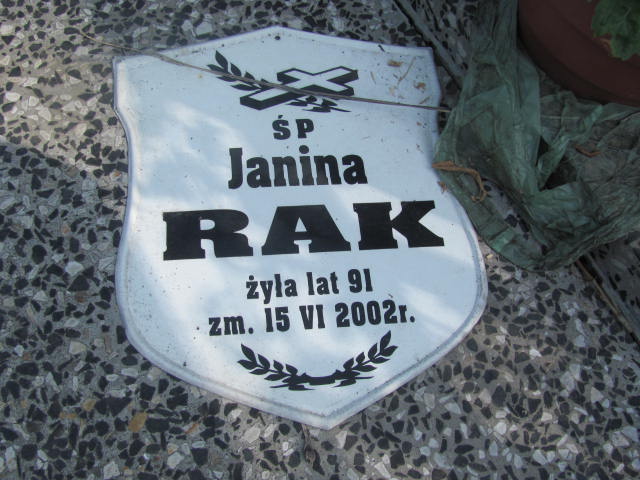 ŚP
Janina
RAK
żyła lat 91
zm. 15 VI 2002r.